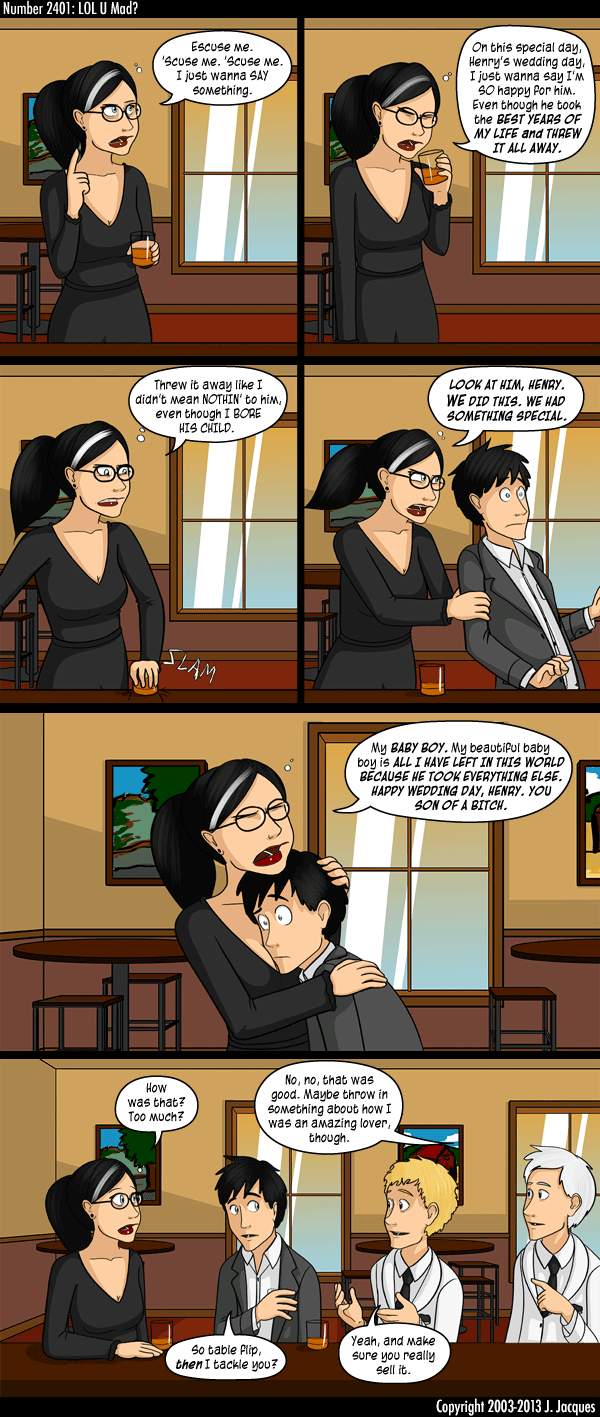 Number 2401: LOL U Mad?
Escuse me.
'Scuse me. 'Scuse me.
I just wanna SAY
something.
On this special day,
Henry's wedding day,
I just wanna say I'm
SO happy for him.
Even though he took
the BEST YEARS OF
MY LIFE and THREW
IT ALL AWAY.
Threw it away like I
didn't mean NOTHIN' to him,
even though I BORE
HIS CHILD.
SLAM
LOOK AT HIM, HENRY.
WE DID THIS. WE HAD
SOMETHING SPECIAL.
My BABY BOY. My beautiful baby
boy is ALL I HAVE LEFT IN THIS WORLD
BECAUSE HE TOOK EVERYTHING ELSE.
HAPPY WEDDING DAY, HENRY. YOU
SON OF A BITCH.
How
was that?
Too much?
No, no, that was
good. Maybe throw in
something about how I
was an amazing lover,
though.
So table flip,
then I tackle you?
Yeah, and make
sure you really
sell it.
Copyright 2003-2013 J. Jacques